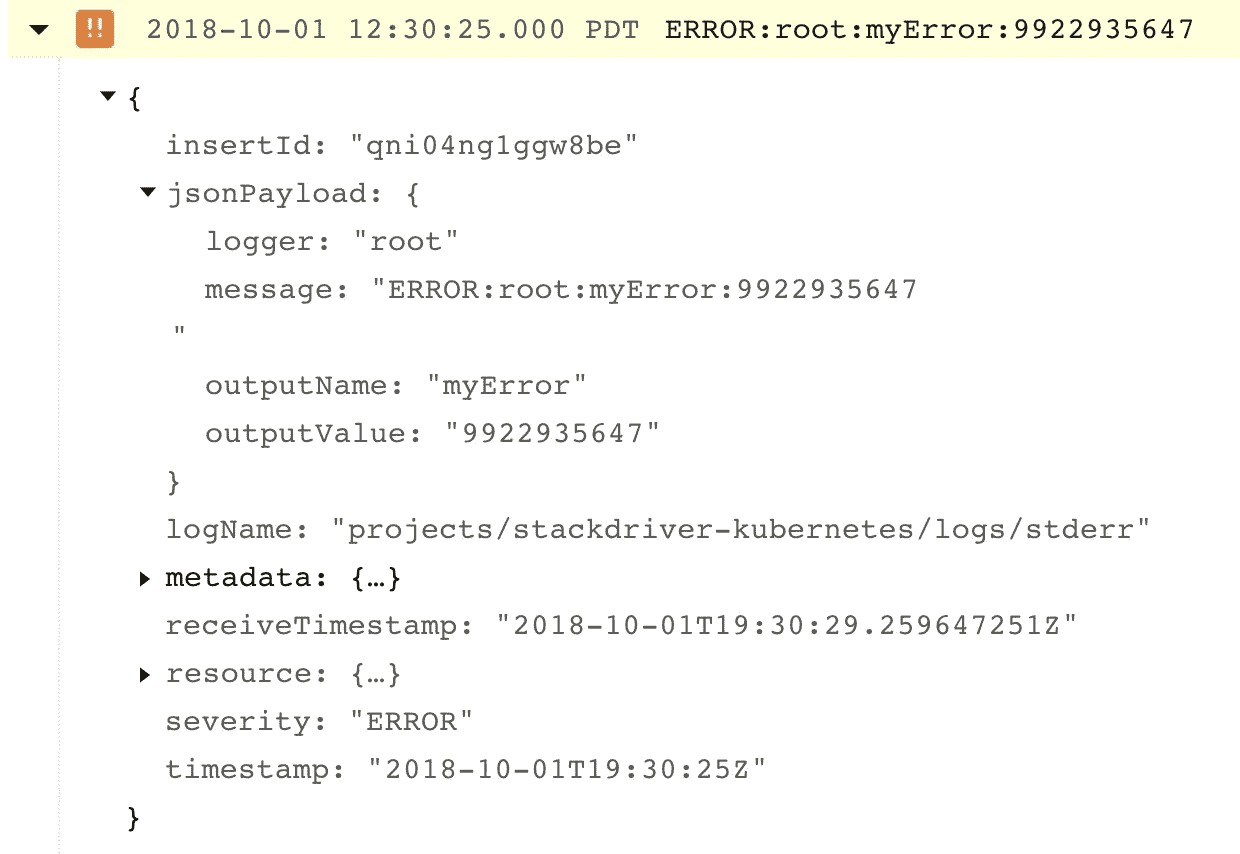 !! 2018-10-01 12:30:25.000 PDT ERROR:root:myError:9922935647
{
insertId: "qni04ng1ggw8be"
jsonPayload: {
logger: "root"
message: "ERROR:root:myError:9922935647
"
outputName: "myError"
outputValue: "9922935647"
}
logName: "projects/stackdriver-kubernetes/logs/stderr"
metadata: {…}
receiveTimestamp: "2018-10-01T19:30:29.259647251Z"
resource: {…}
severity: "ERROR"
timestamp: "2018-10-01T19:30:25Z"
}